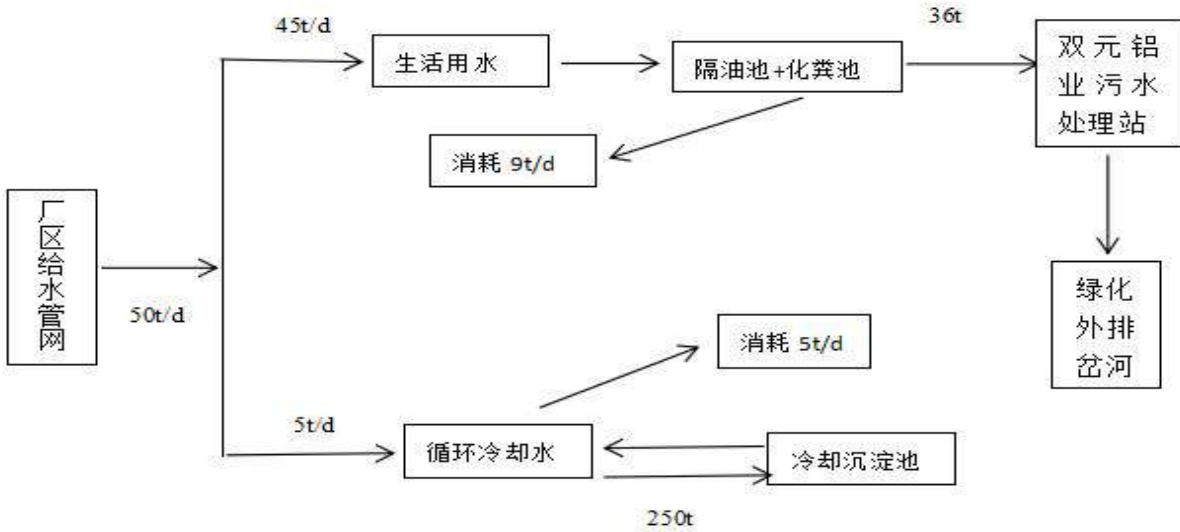 45t/d
36t
生活用水
隔油池+化粪池
双元铝
业污水
处理站
消耗 9t/d
厂区给水管网
50t/d
绿化
外排
岔河
消耗 5t/d
5t/d
循环冷却水
冷却沉淀池
250t